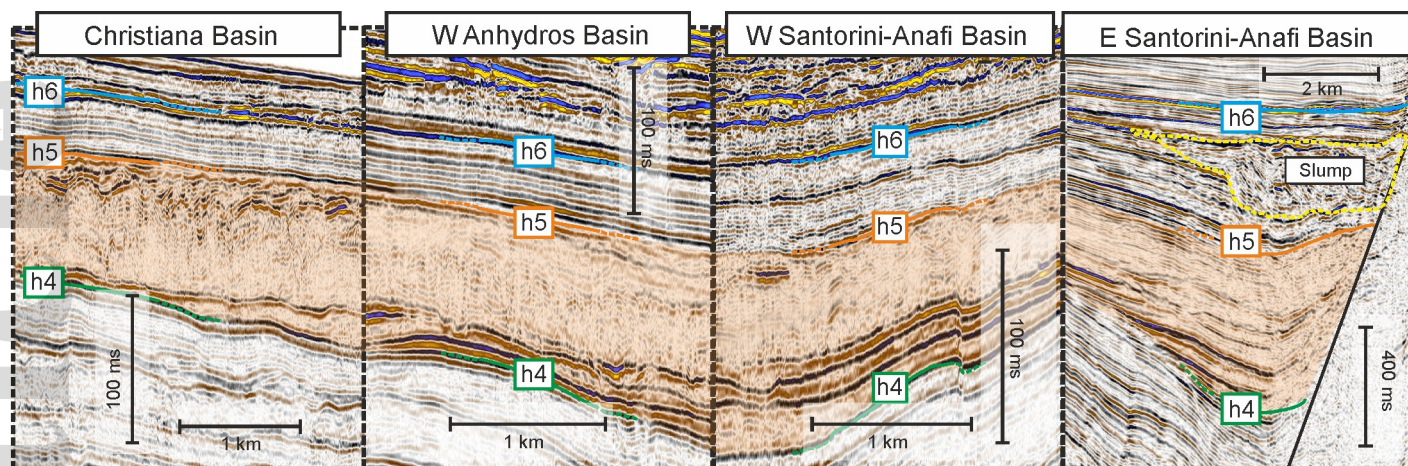 Christiana Basin
W Anhydros Basin
W Santorini-Anafi Basin
E Santorini-Anafi Basin
h6
h5
h4
100 ms
1 km
100 ms
h6
h5
h4
1 km
h6
h5
h4
100 ms
1 km
2 km
h6
Slump
h5
h4
400 ms